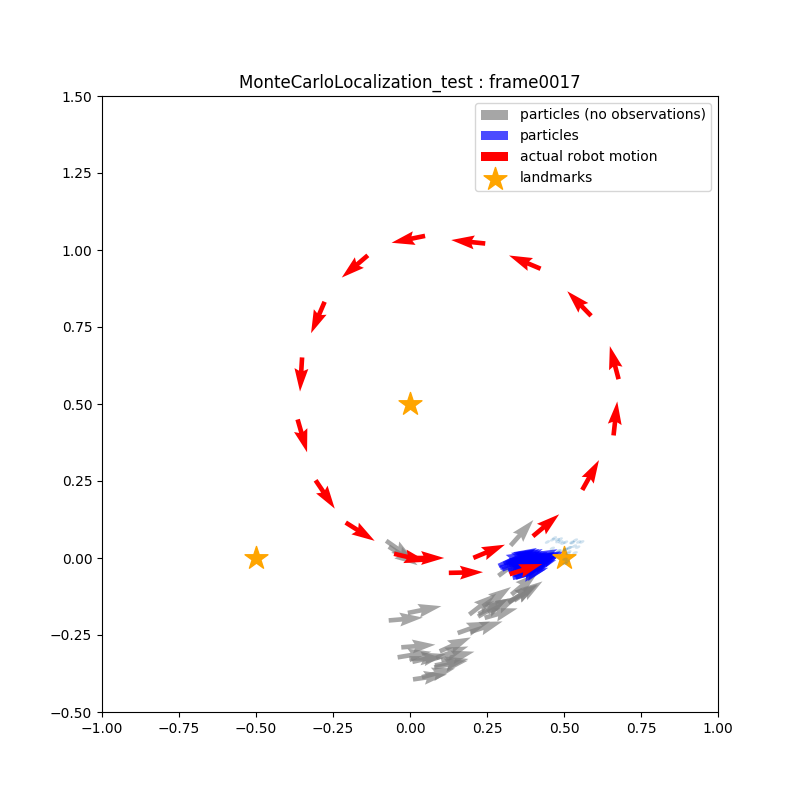 MonteCarloLocalization_test : frame0017
particles (no observations)
particles
actual robot motion
landmarks
1.50
1.25
1.00
0.75
0.50
0.25
0.00
−0.25
−0.50
−1.00 −0.75 −0.50 −0.25 0.00 0.25 0.50 0.75 1.00